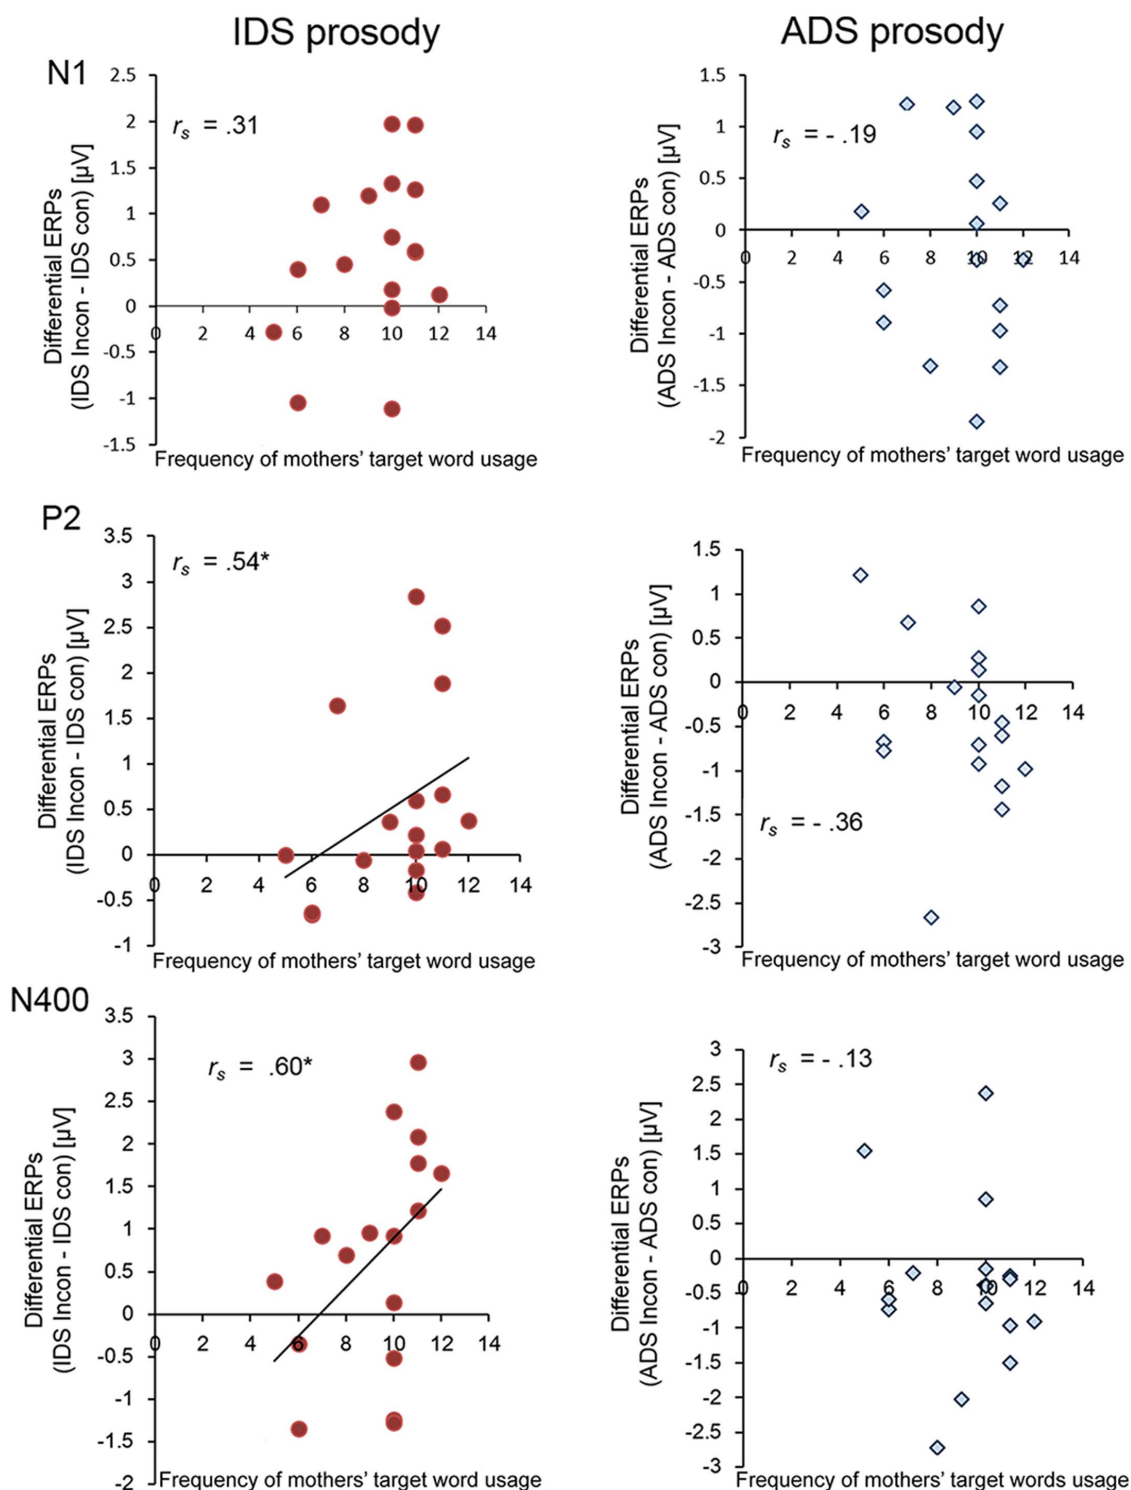 IDS prosody
ADS prosody
N1
2.5
2
1.5
1
0.5
0
-0.5
-1
-1.5
0 2 4 6 8 10 12 14
r_s = .31
Differential ERPs
(IDS Incon - IDS con) [μV]
Frequency of mothers' target word usage
1.5
1
0.5
0
-0.5
-1
-1.5
-2
0 2 4 6 8 10 12 14
r_s = - .19
Differential ERPs
(ADS Incon - ADS con) [μV]
Frequency of mothers' target word usage
P2
3.5
3
2.5
2
1.5
1
0.5
0
-0.5
-1
0 2 4 6 8 10 12 14
r_s = .54*
Differential ERPs
(IDS Incon - IDS con) [μV]
Frequency of mothers' target word usage
1.5
1
0.5
0
-0.5
-1
-1.5
-2
-2.5
-3
0 2 4 6 8 10 12 14
r_s = - .36
Differential ERPs
(ADS Incon - ADS con) [μV]
Frequency of mothers' target word usage
N400
3.5
3
2.5
2
1.5
1
0.5
0
-0.5
-1
-1.5
-2
0 2 4 6 8 10 12 14
r_s = .60*
Differential ERPs
(IDS Incon - IDS con) [μV]
Frequency of mothers' target word usage
3
2.5
2
1.5
1
0.5
0
-0.5
-1
-1.5
-2
-2.5
-3
0 2 4 6 8 10 12 14
r_s = - .13
Differential ERPs
(ADS Incon - ADS con) [μV]
Frequency of mothers' target words usage